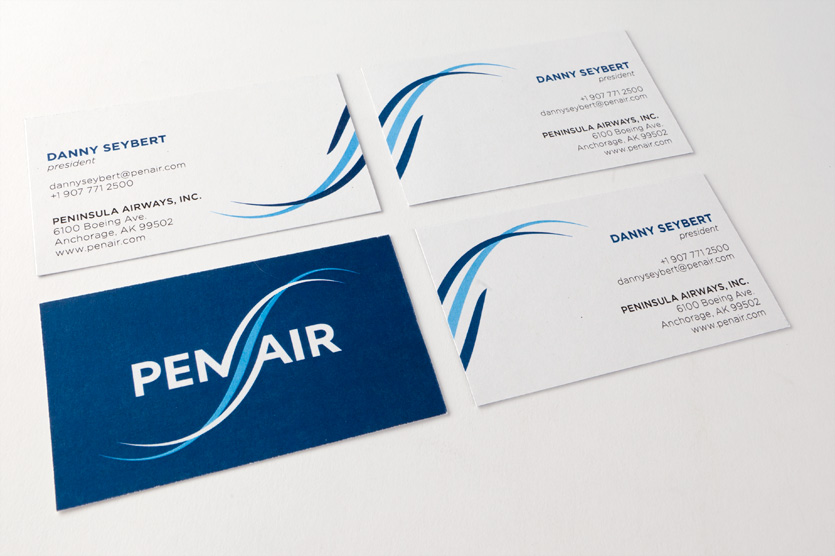 DANNY SEYBERT
president
dannyseybert@penair.com
+1 907 771 2500
PENINSULA AIRWAYS, INC.
6100 Boeing Ave.
Anchorage, AK 99502
www.penair.com
DANNY SEYBERT
president
+1 907 771 2500
dannyseybert@penair.com
PENINSULA AIRWAYS, INC.
6100 Boeing Ave.
Anchorage, AK 99502
www.penair.com
PENAIR
DANNY SEYBERT
president
+1 907 771 2500
dannyseybert@penair.com
PENINSULA AIRWAYS, INC.
6100 Boeing Ave.
Anchorage, AK 99502
www.penair.com